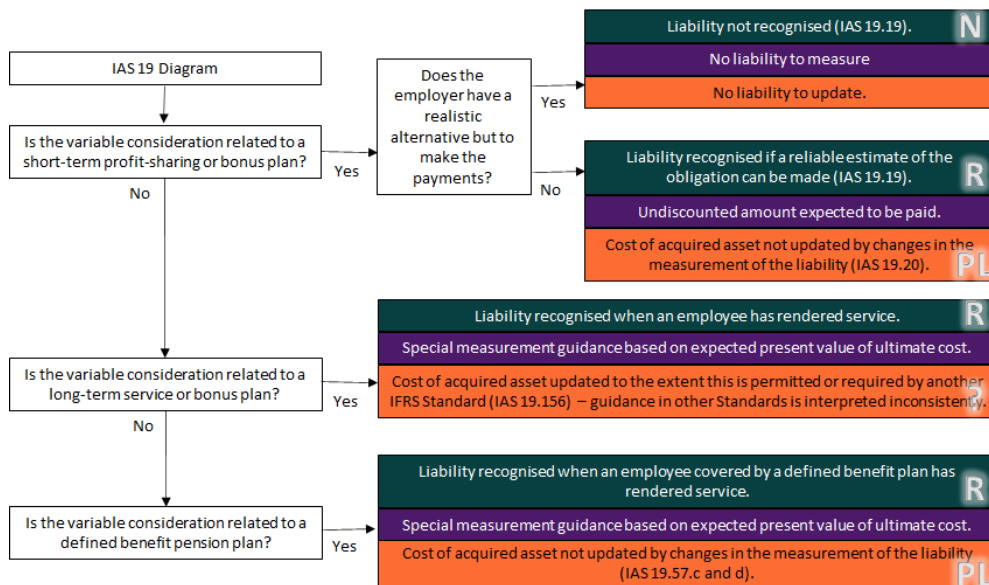 IAS 19 Diagram
Is the variable consideration related to a
short-term profit-sharing or bonus plan?
Yes
No
Does the
employer have a
realistic
alternative but to
make the
payments?
Yes
No
Liability not recognised (IAS 19.19).
N
No liability to measure
No liability to update.
Liability recognised if a reliable estimate of the
obligation can be made (IAS 19.19).
R
Undiscounted amount expected to be paid.
Cost of acquired asset not updated by changes in the
measurement of the liability (IAS 19.20).
PL
Is the variable consideration related to a
long-term service or bonus plan?
Yes
No
Liability recognised when an employee has rendered service.
R
Special measurement guidance based on expected present value of ultimate cost.
Cost of acquired asset updated to the extent this is permitted or required by another
IFRS Standard (IAS 19.156) – guidance in other Standards is interpreted inconsistently.
?
Is the variable consideration related to a
defined benefit pension plan?
Yes
Liability recognised when an employee covered by a defined benefit plan has
rendered service.
R
Special measurement guidance based on expected present value of ultimate cost.
Cost of acquired asset not updated by changes in the measurement of the liability
(IAS 19.57.c and d).
PL